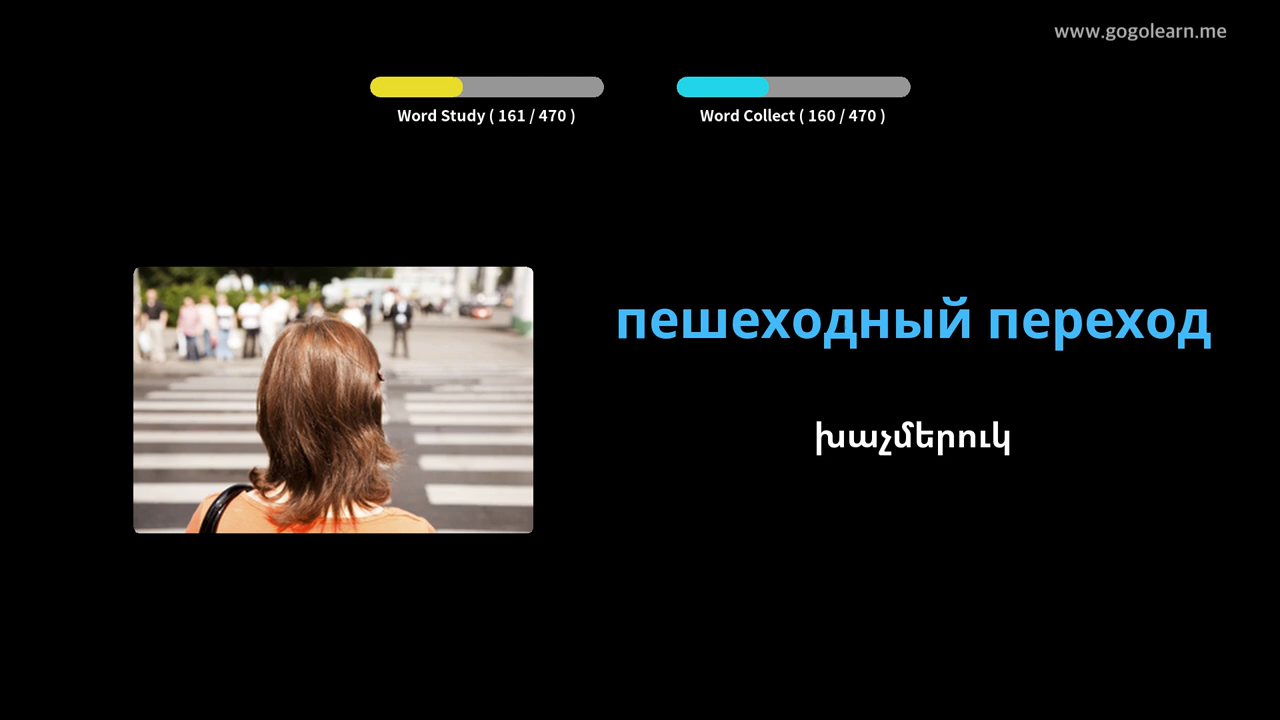 www.gogolearn.me
Word Study ( 161 / 470 )
Word Collect ( 160 / 470 )
пешеходный переход
խաչմերուկ